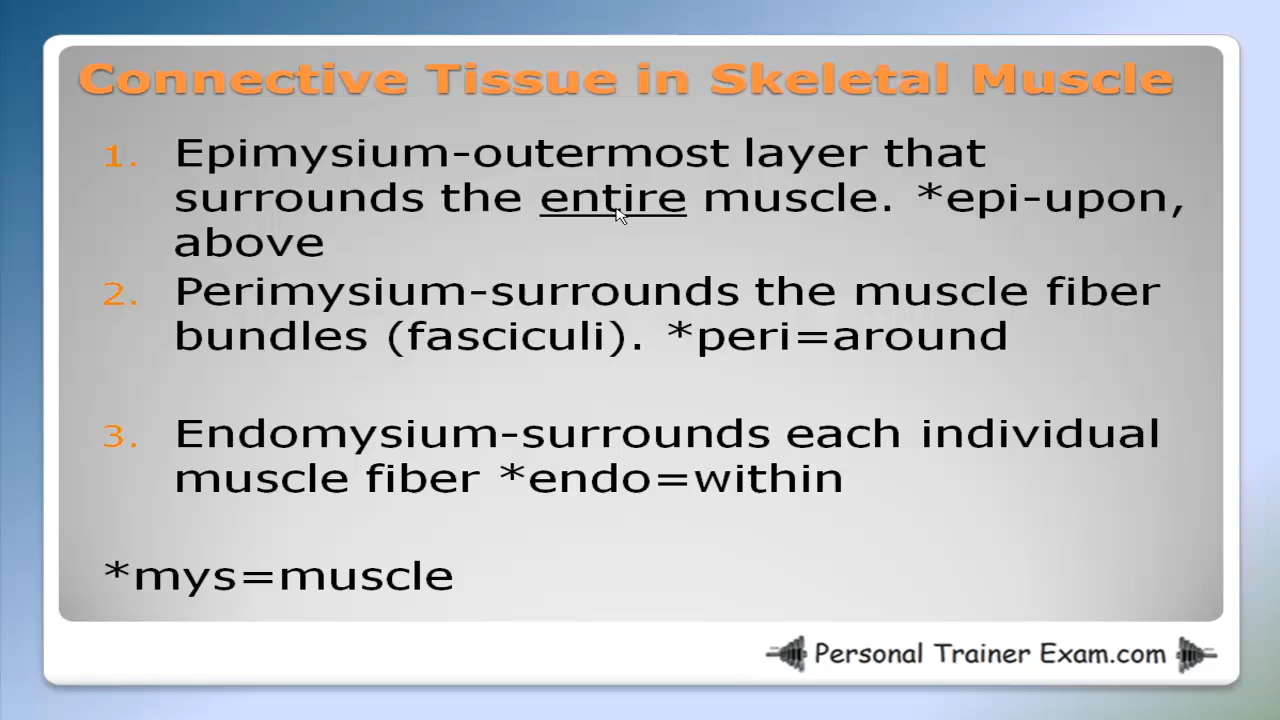 Connective Tissue in Skeletal Muscle
1. Epimysium-outermost layer that
surrounds the entire muscle. *epi-upon,
above
2. Perimysium-surrounds the muscle fiber
bundles (fasciculi). *peri=around
3. Endomysium-surrounds each individual
muscle fiber *endo=within
*mys=muscle
Personal Trainer Exam.com